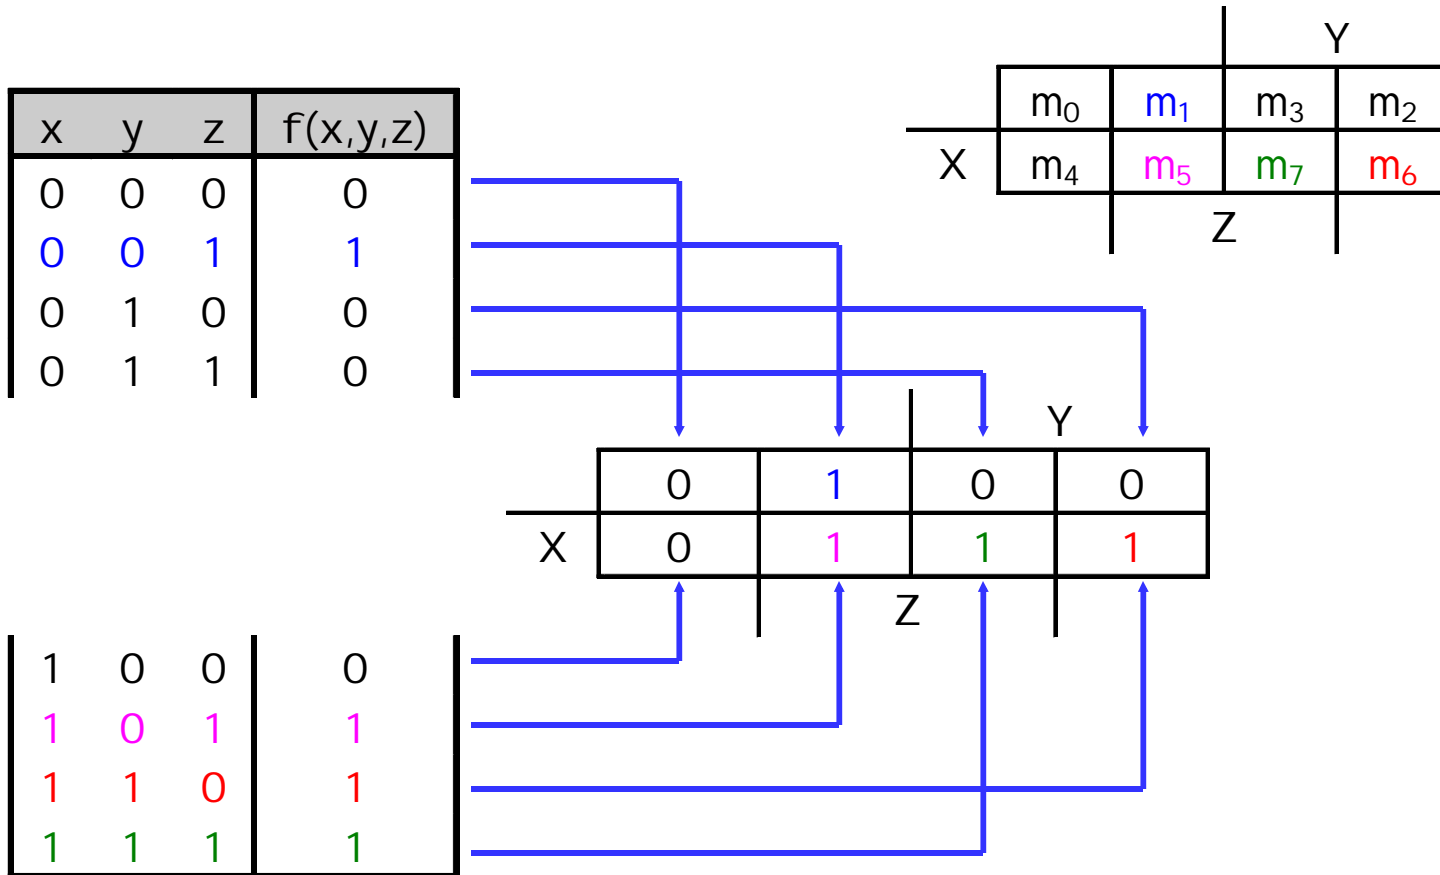 Y
m0 m1 m3 m2
X m4 m5 m7 m6
Z
x y z f(x,y,z)
0 0 0 0
0 0 1 1
0 1 0 0
0 1 1 0
Y
0 1 0 0
X 0 1 1 1
Z
1 0 0 0
1 0 1 1
1 1 0 1
1 1 1 1